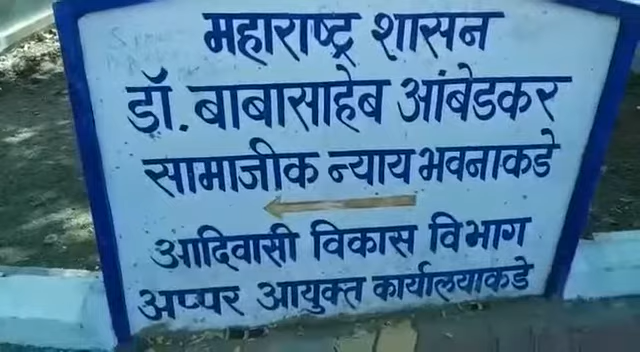 महाराष्ट्र शासन
डॉ. बाबासाहेब आंबेडकर
सामाजीक न्याय भवनाकडे
आदिवासी विकास विभाग
अप्पर आयुक्त कार्यालयाकडे